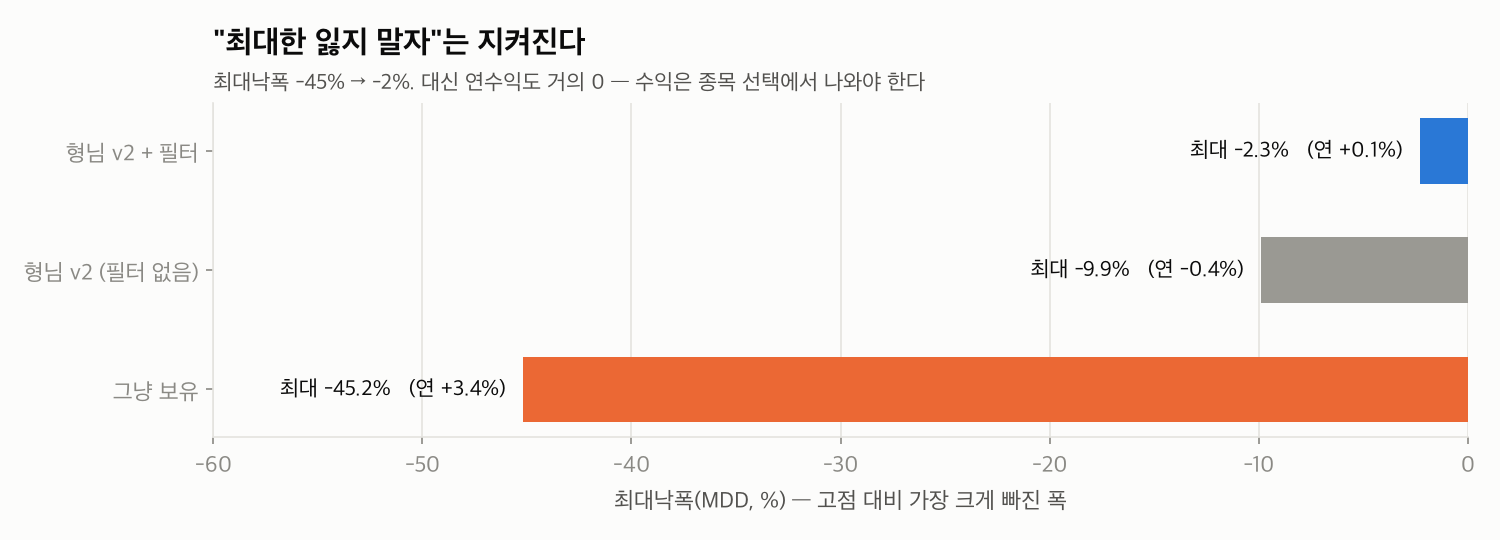 "최대한 잃지 말자"는 지켜진다
최대낙폭 -45% → -2%. 대신 연수익도 거의 0 — 수익은 종목 선택에서 나와야 한다
형님 v2 + 필터
최대 -2.3% (연 +0.1%)
형님 v2 (필터 없음)
최대 -9.9% (연 -0.4%)
그냥 보유
최대 -45.2% (연 +3.4%)
-60 -50 -40 -30 -20 -10 0
최대낙폭(MDD, %) — 고점 대비 가장 크게 빠진 폭